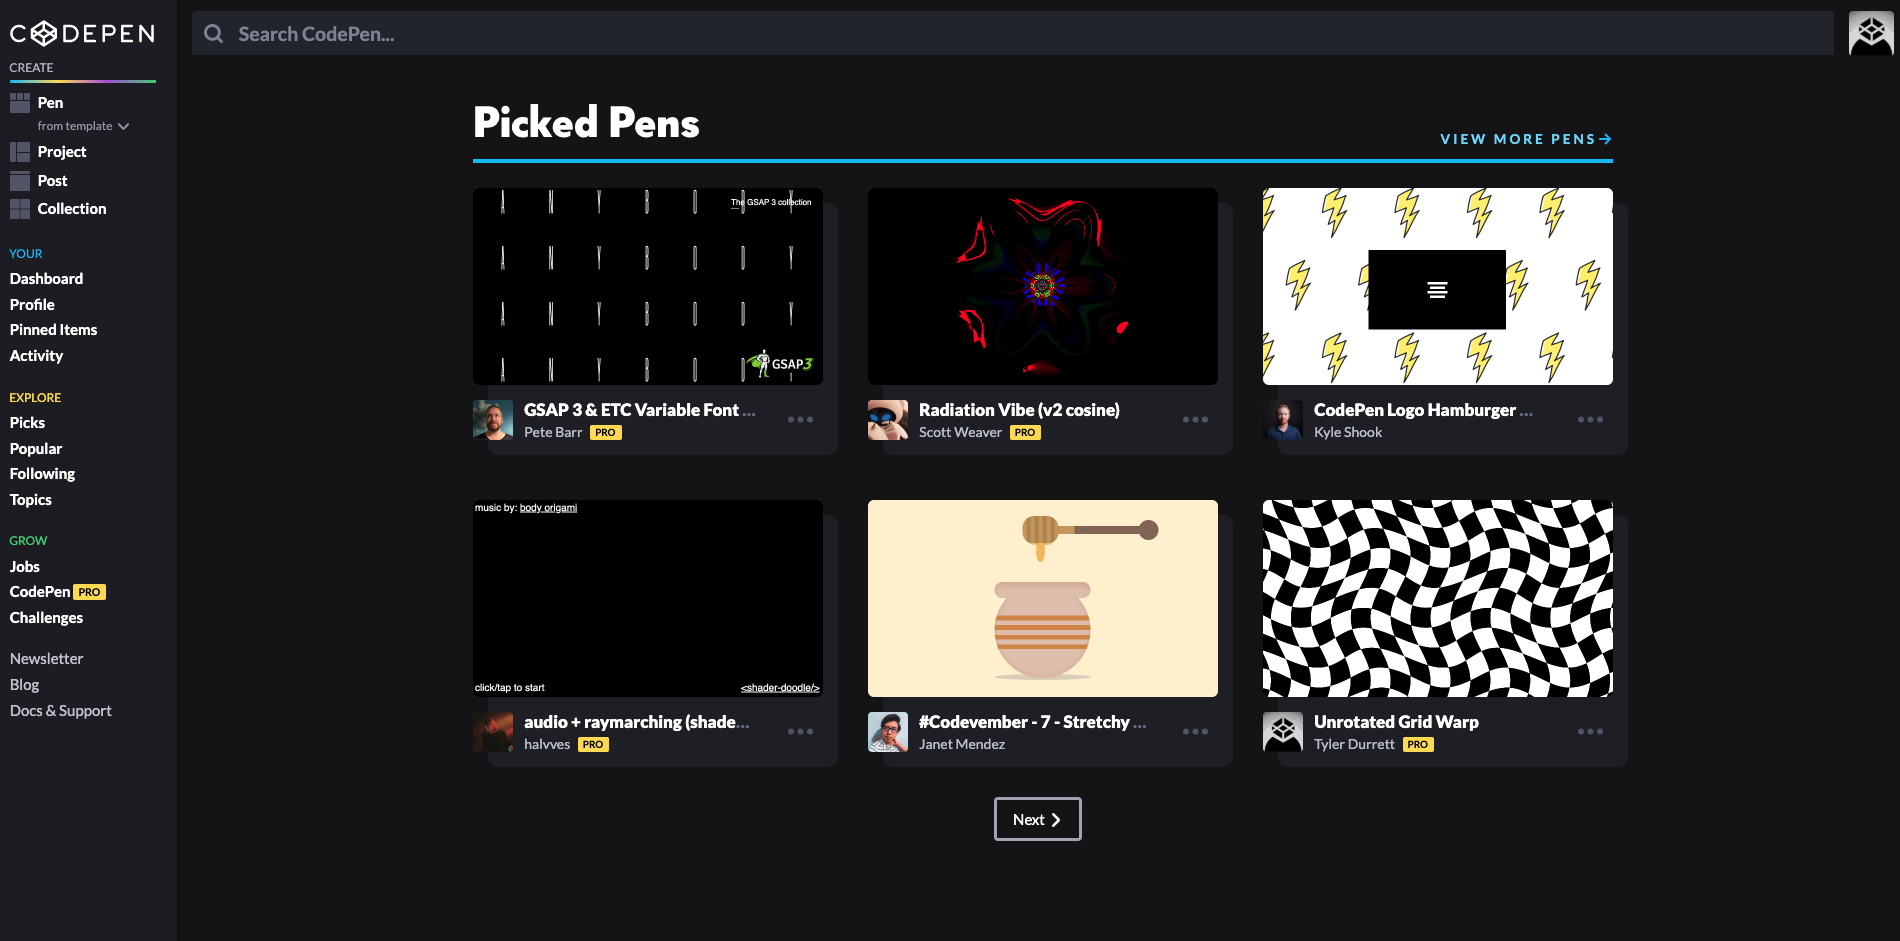 CODEPEN
Search CodePen...
CREATE
Pen
from template
Project
Post
Collection
YOUR
Dashboard
Profile
Pinned Items
Activity
EXPLORE
Picks
Popular
Following
Topics
GROW
Jobs
CodePen PRO
Challenges
Newsletter
Blog
Docs & Support
Picked Pens
VIEW MORE PENS
The GSAP 3 collection
A N Y B O D Y
A N Y B O D Y
A N Y B O D Y
A N Y B O D Y
GSAP3
GSAP 3 & ETC Variable Font ...
Pete Barr PRO
Radiation Vibe (v2 cosine)
Scott Weaver PRO
CodePen Logo Hamburger ...
Kyle Shook
music by: body origami
click/tap to start
<shader-doodle/>
audio + raymarching (shade...
halvves PRO
#Codevember - 7 - Stretchy ...
Janet Mendez
Unrotated Grid Warp
Tyler Durrett PRO
Next